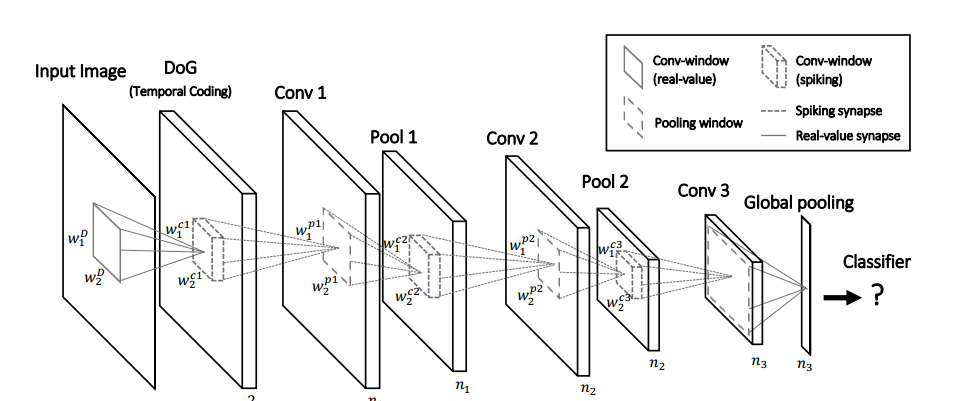 Input Image
DoG
(Temporal Coding)
Conv 1
Pool 1
Conv 2
Pool 2
Conv 3
Global pooling
Classifier
?
Conv-window
(real-value)
Conv-window
(spiking)
Pooling window
Spiking synapse
Real-value synapse
w₁ᴰ
w₂ᴰ
w₁ᶜ¹
w₂ᶜ¹
w₁ᵖ¹
w₂ᵖ¹
w₁ᶜ²
w₂ᶜ²
w₁ᵖ²
w₂ᵖ²
w₁ᶜ³
w₂ᶜ³
2
n₁
n₂
n₂
n₃
n₃